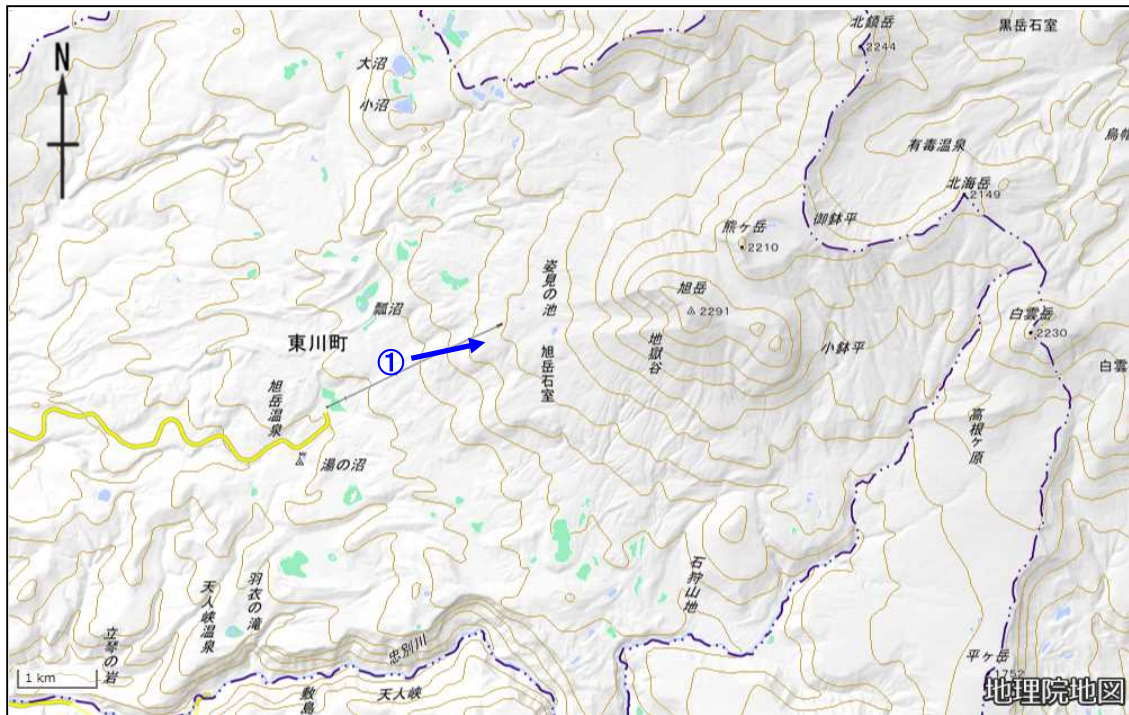 北鎮岳
2244
黒岳石室
大沼
小沼
N
有毒温泉
烏帽
北海岳
2149
御鉢平
熊ヶ岳
2210
姿見の池
旭岳
2291
瓢沼
白雲岳
2230
東川町
①
地獄谷
小鉢平
旭岳石室
白雲
旭岳温泉
高根ヶ原
湯の沼
石狩山地
羽衣の滝
天人峡温泉
立琴の岩
忠別川
平ヶ岳
1752
1 km
敷島
天人峡
地理院地図